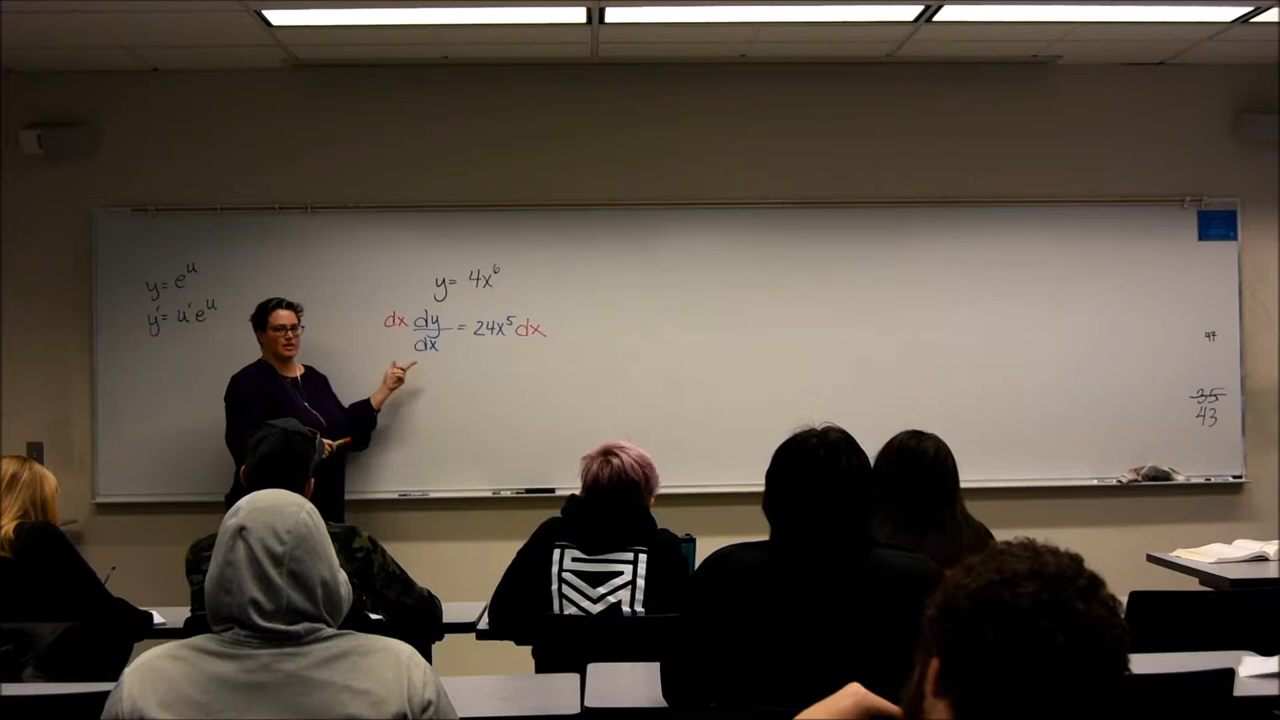 y = e^u
y' = u'e^u
y = 4x^6
dx dy/dx = 24x^5 dx
47
35
43